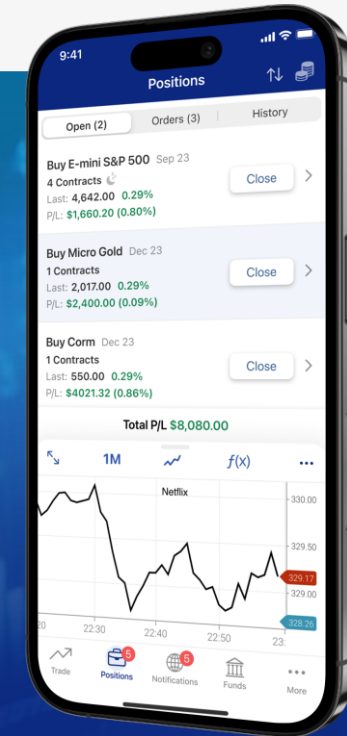 9:41
Positions
Open (2) Orders (3) History
Buy E-mini S&P 500 Sep 23
4 Contracts
Close
Last: 4,642.00 0.29%
P/L: $1,660.20 (0.80%)
Buy Micro Gold Dec 23
1 Contracts
Close
Last: 2,017.00 0.29%
P/L: $2,400.00 (0.09%)
Buy Corm Dec 23
1 Contracts
Close
Last: 550.00 0.29%
P/L: $4021.32 (0.86%)
Total P/L $8,080.00
1M f(x)
Netflix
330.00
329.50
329.17
329.00
328.26
20 22:30 22:40 22:50 23:
5 5
Trade Positions Notifications Funds More